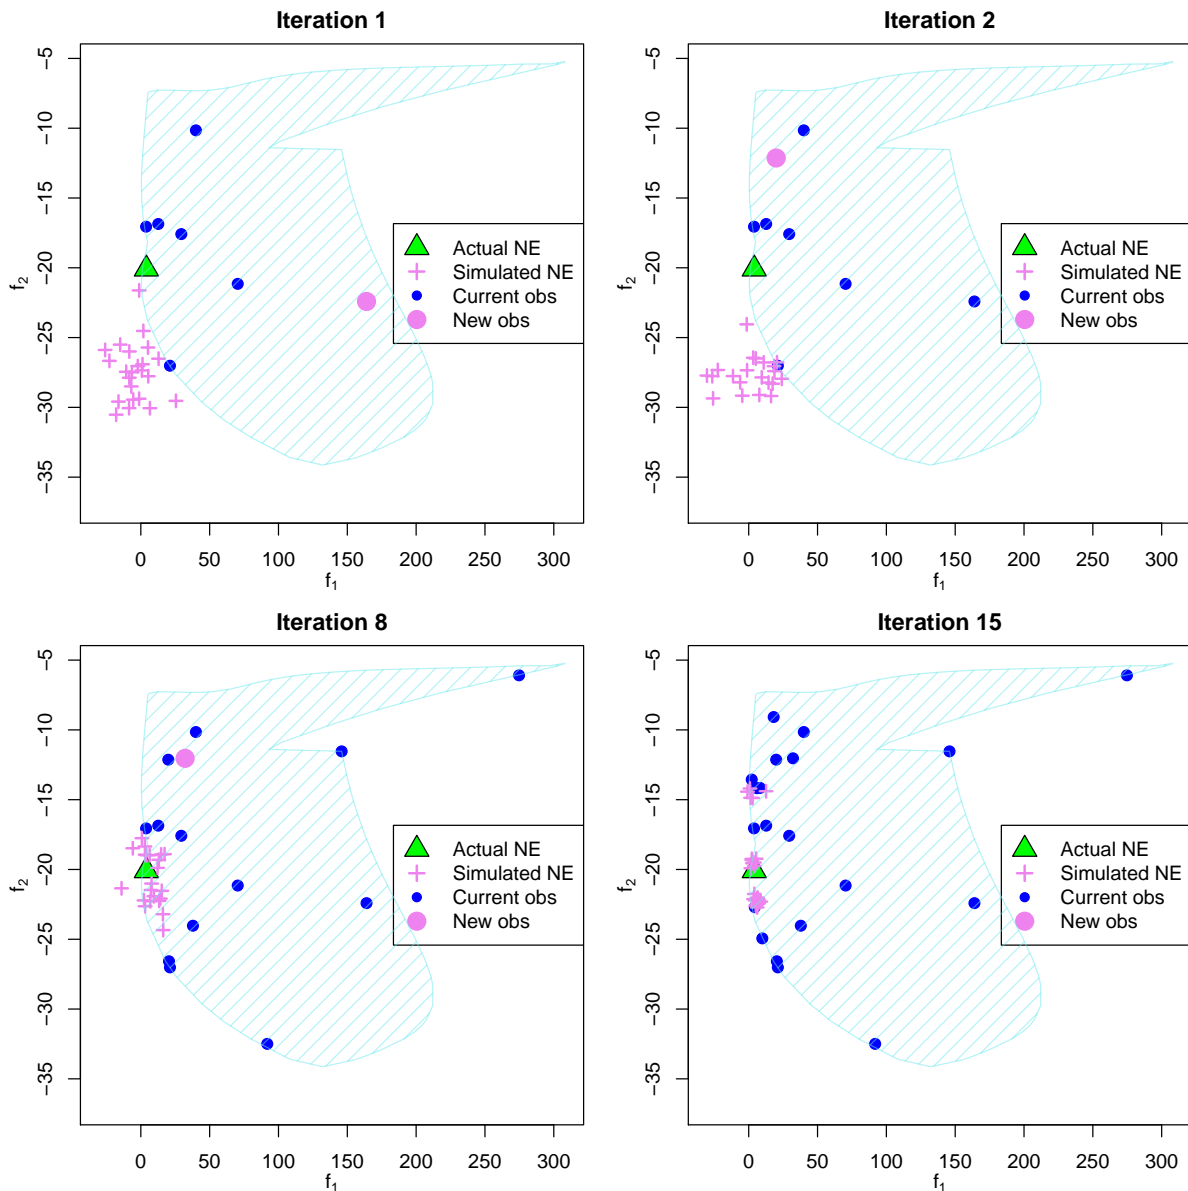 Iteration 1
−5
−10
−15
−20
−25
−30
−35
f2
0 50 100 150 200 250 300
f1
Actual NE
Simulated NE
Current obs
New obs
Iteration 2
−5
−10
−15
−20
−25
−30
−35
f2
0 50 100 150 200 250 300
f1
Actual NE
Simulated NE
Current obs
New obs
Iteration 8
−5
−10
−15
−20
−25
−30
−35
f2
0 50 100 150 200 250 300
f1
Actual NE
Simulated NE
Current obs
New obs
Iteration 15
−5
−10
−15
−20
−25
−30
−35
f2
0 50 100 150 200 250 300
f1
Actual NE
Simulated NE
Current obs
New obs